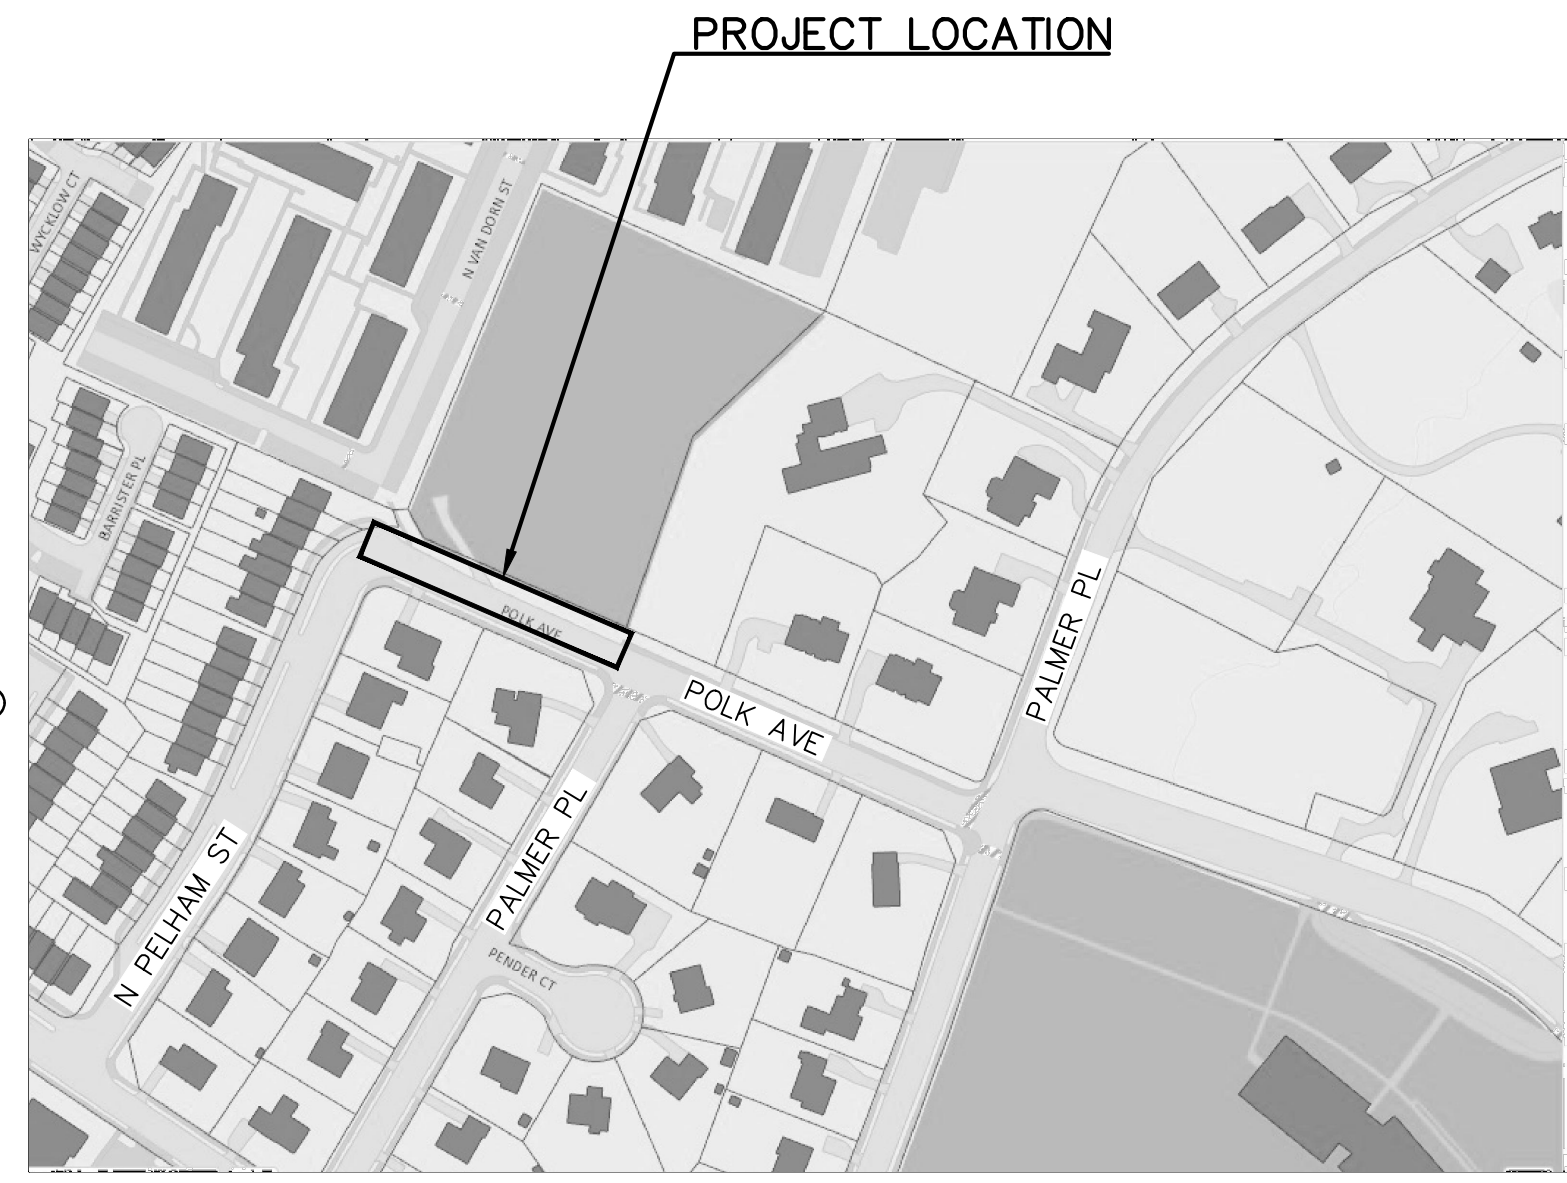 PROJECT LOCATION
WYCKLOW CT
N VAN DORN ST
BARRISTER PL
POLK AVE
PALMER PL
POLK AVE
PALMER PL
N PELHAM ST
PENDER CT